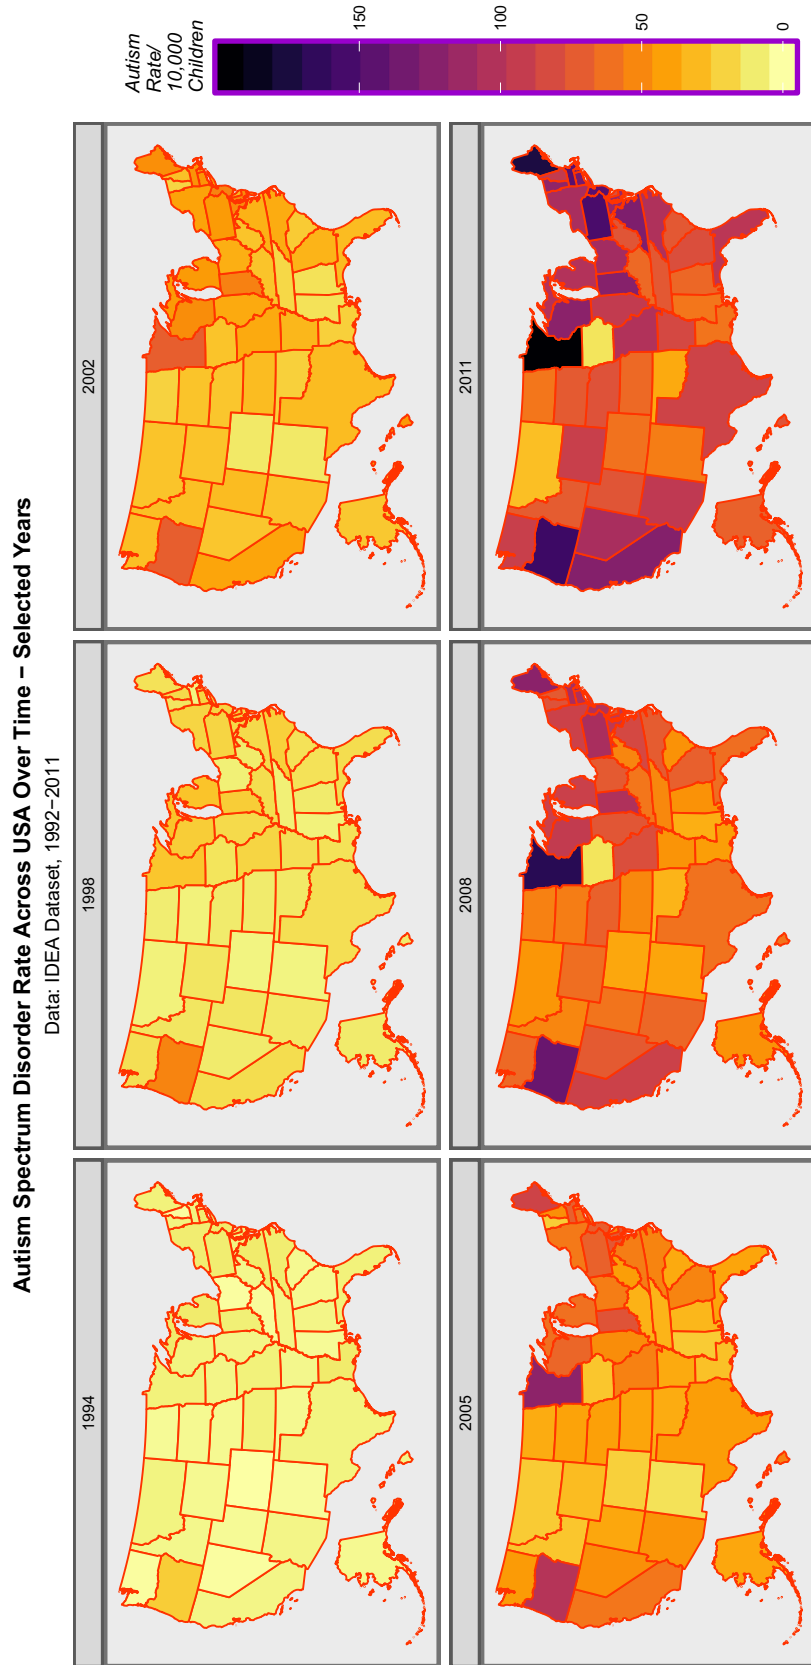 Autism Spectrum Disorder Rate Across USA Over Time − Selected Years
Data: IDEA Dataset, 1992−2011
1994
1998
2002
2005
2008
2011
Autism
Rate/
10,000
Children
150
100
50
0